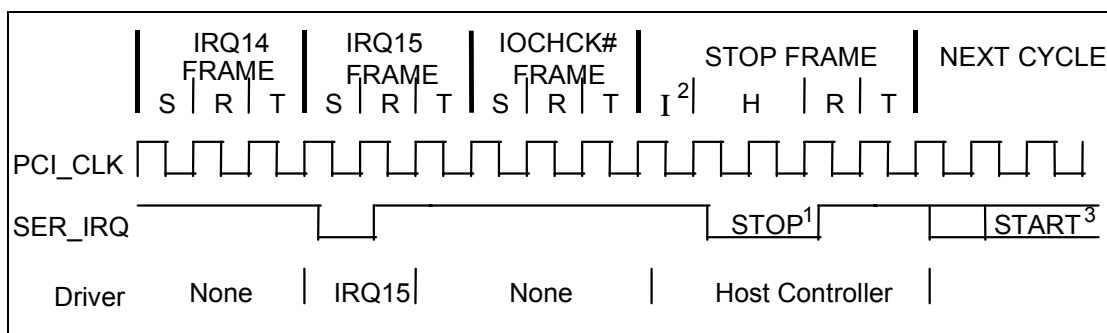 IRQ14 FRAME IRQ15 FRAME IOCHCK# FRAME STOP FRAME NEXT CYCLE
S R T S R T S R T I² H R T
PCI_CLK
SER_IRQ STOP¹ START³
Driver None IRQ15 None Host Controller